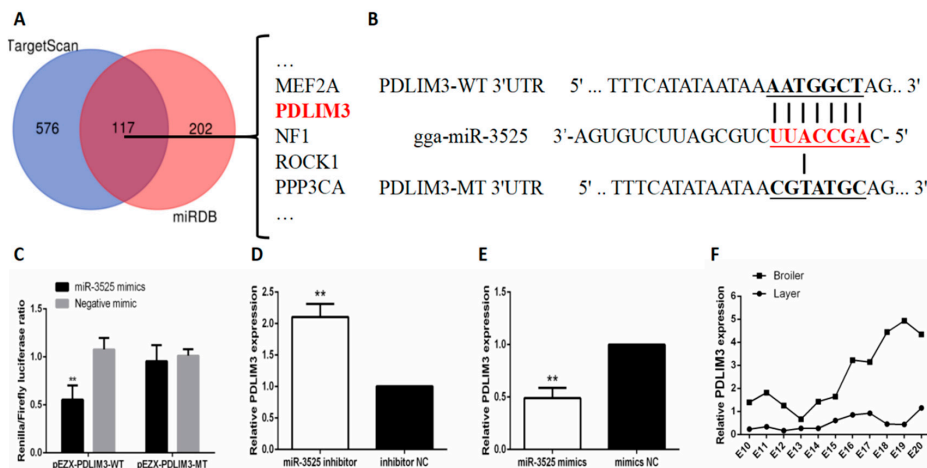 A
B
TargetScan
576
117
202
miRDB
...
MEF2A
PDLIM3
NF1
ROCK1
PPP3CA
...
PDLIM3-WT 3'UTR 5' ... TTTCATATAATAAAATGGCTAG.. 3'
gga-miR-3525 3'-AGUGUCUUAGCGUCUUACCGAC- 5'
PDLIM3-MT 3'UTR 5' .. TTTCATATAATAACGTATGCAG... 3'
C
miR-3525 mimics
Negative mimic
Renilla/Firefly luciferase ratio
1.5
1.0
0.5
0.0
**
pEZX-PDLIM3-WT
pEZX-PDLIM3-MT
D
Relative PDLIM3 expression
2.5
2.0
1.5
1.0
0.5
0.0
**
miR-3525 inhibitor
inhibitor NC
E
Relative PDLIM3 expression
1.5
1.0
0.5
0.0
**
miR-3525 mimics
mimics NC
F
Broiler
Layer
Relative PDLIM3 expression
6
5
4
3
2
1
0
E10
E11
E12
E13
E14
E15
E16
E17
E18
E19
E20